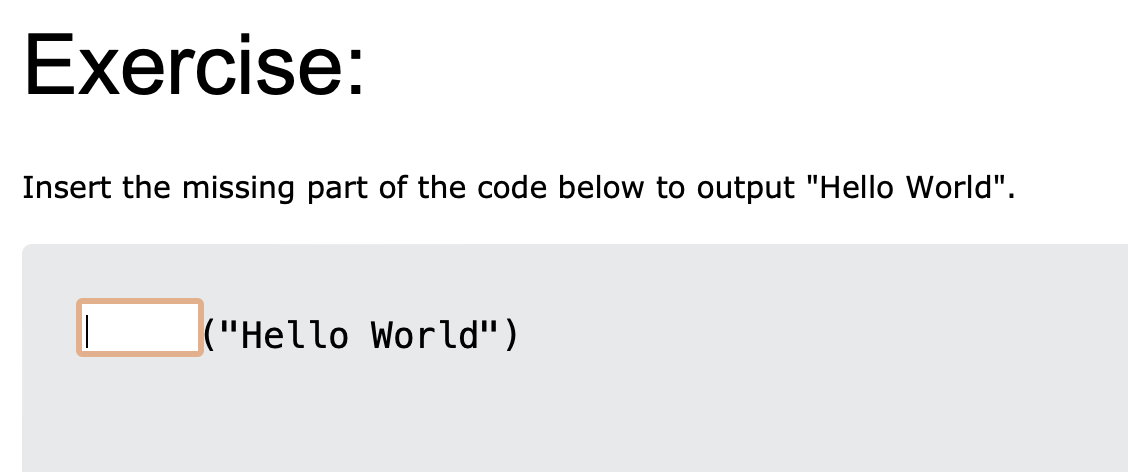 Exercise:
Insert the missing part of the code below to output "Hello World".
("Hello World")